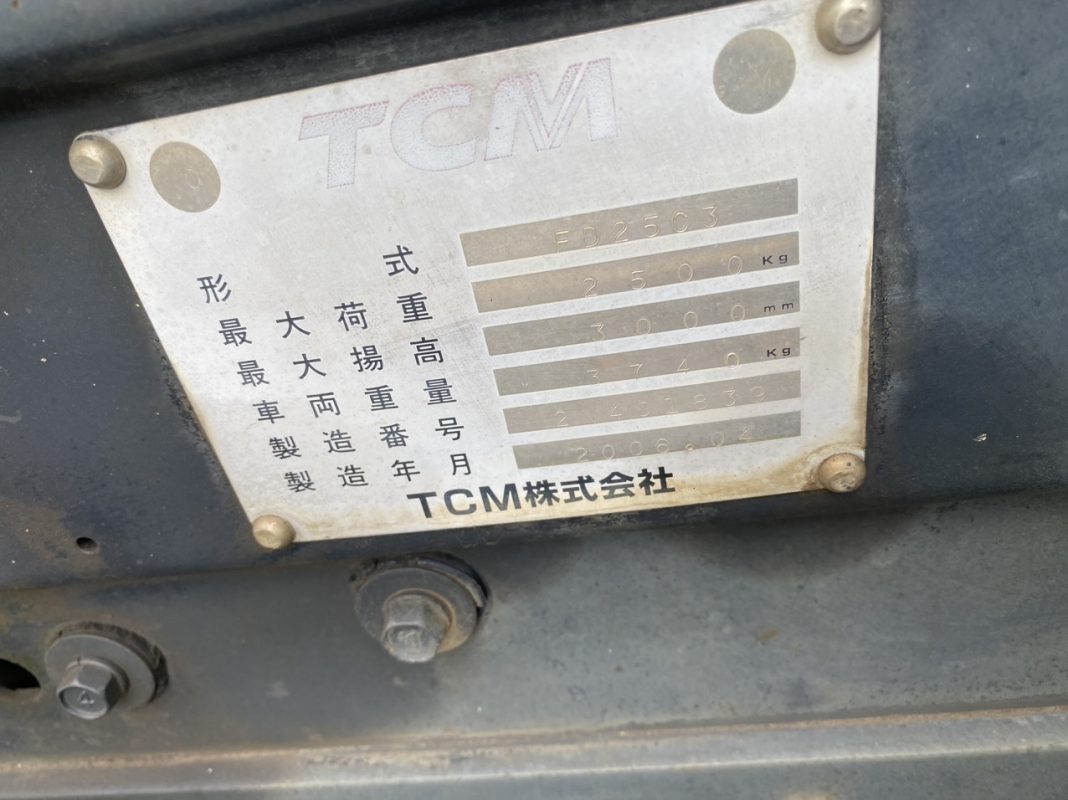 TCM
形式 FD25C3
最大荷重 2500 Kg
最大揚高 3000 mm
車両重量 3740 Kg
製造番号
製造年月 2006.04
TCM株式会社